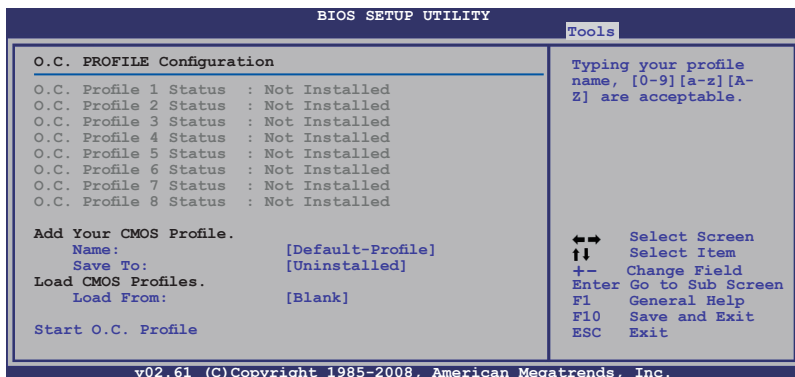 BIOS SETUP UTILITY
Tools
O.C. PROFILE Configuration
O.C. Profile 1 Status : Not Installed
O.C. Profile 2 Status : Not Installed
O.C. Profile 3 Status : Not Installed
O.C. Profile 4 Status : Not Installed
O.C. Profile 5 Status : Not Installed
O.C. Profile 6 Status : Not Installed
O.C. Profile 7 Status : Not Installed
O.C. Profile 8 Status : Not Installed
Add Your CMOS Profile.
Name: [Default-Profile]
Save To: [Uninstalled]
Load CMOS Profiles.
Load From: [Blank]
Start O.C. Profile
Typing your profile
name, [0-9][a-z][A-
Z] are acceptable.
←→ Select Screen
↑↓ Select Item
+- Change Field
Enter Go to Sub Screen
F1 General Help
F10 Save and Exit
ESC Exit
v02.61 (C)Copyright 1985-2008, American Megatrends, Inc.